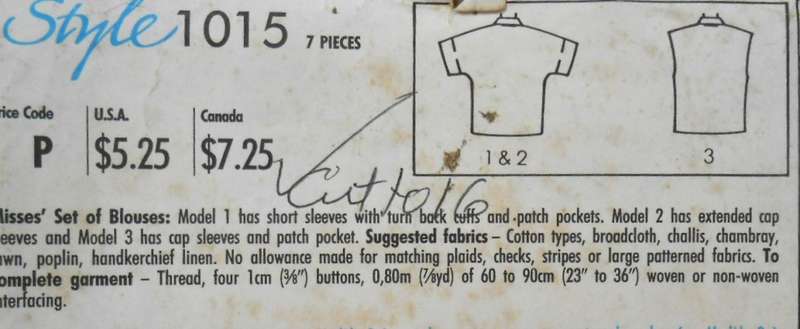 Style 1015 7 PIECES
rice Code U.S.A. Canada
P $5.25 $7.25
1 & 2 3
Cut to 16
Misses' Set of Blouses: Model 1 has short sleeves with turn back cuffs and patch pockets. Model 2 has extended cap
leeves and Model 3 has cap sleeves and patch pocket. Suggested fabrics – Cotton types, broadcloth, challis, chambray,
awn, poplin, handkerchief linen. No allowance made for matching plaids, checks, stripes or large patterned fabrics. To
omplete garment – Thread, four 1cm (⅜") buttons, 0,80m (⅞yd) of 60 to 90cm (23" to 36") woven or non-woven
nterfacing.